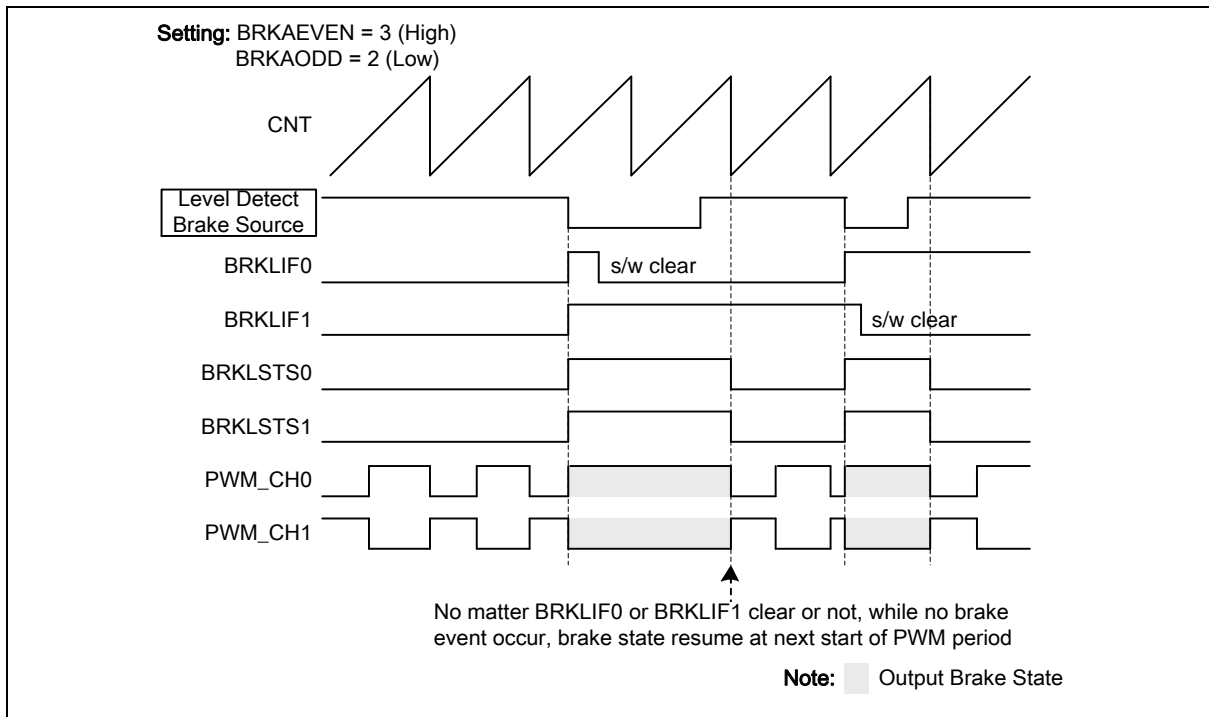 Setting: BRKAEVEN = 3 (High)
BRKAODD = 2 (Low)
CNT
Level Detect
Brake Source
BRKLIF0
s/w clear
BRKLIF1
s/w clear
BRKLSTS0
BRKLSTS1
PWM_CH0
PWM_CH1
No matter BRKLIF0 or BRKLIF1 clear or not, while no brake
event occur, brake state resume at next start of PWM period
Note: Output Brake State